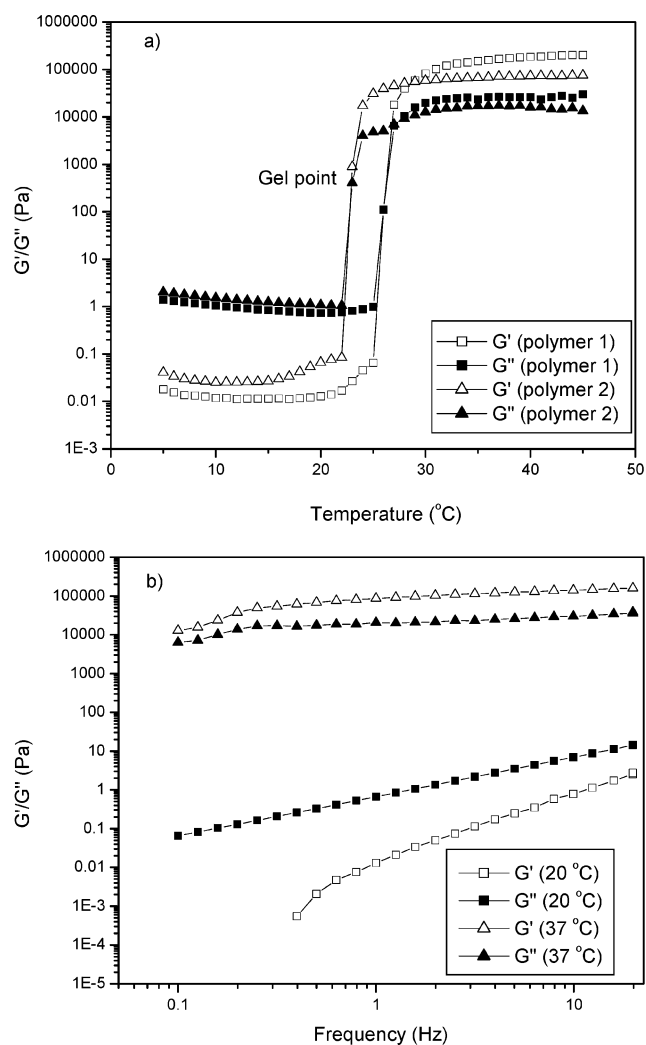 a)
1000000
100000
10000
1000
100
10
1
0.1
0.01
1E-3
G'/G" (Pa)
Gel point
G' (polymer 1)
G" (polymer 1)
G' (polymer 2)
G" (polymer 2)
0 10 20 30 40 50
Temperature (°C)
b)
1000000
100000
10000
1000
100
10
1
0.1
0.01
1E-3
1E-4
1E-5
G'/G" (Pa)
G' (20 °C)
G" (20 °C)
G' (37 °C)
G" (37 °C)
0.1 1 10
Frequency (Hz)